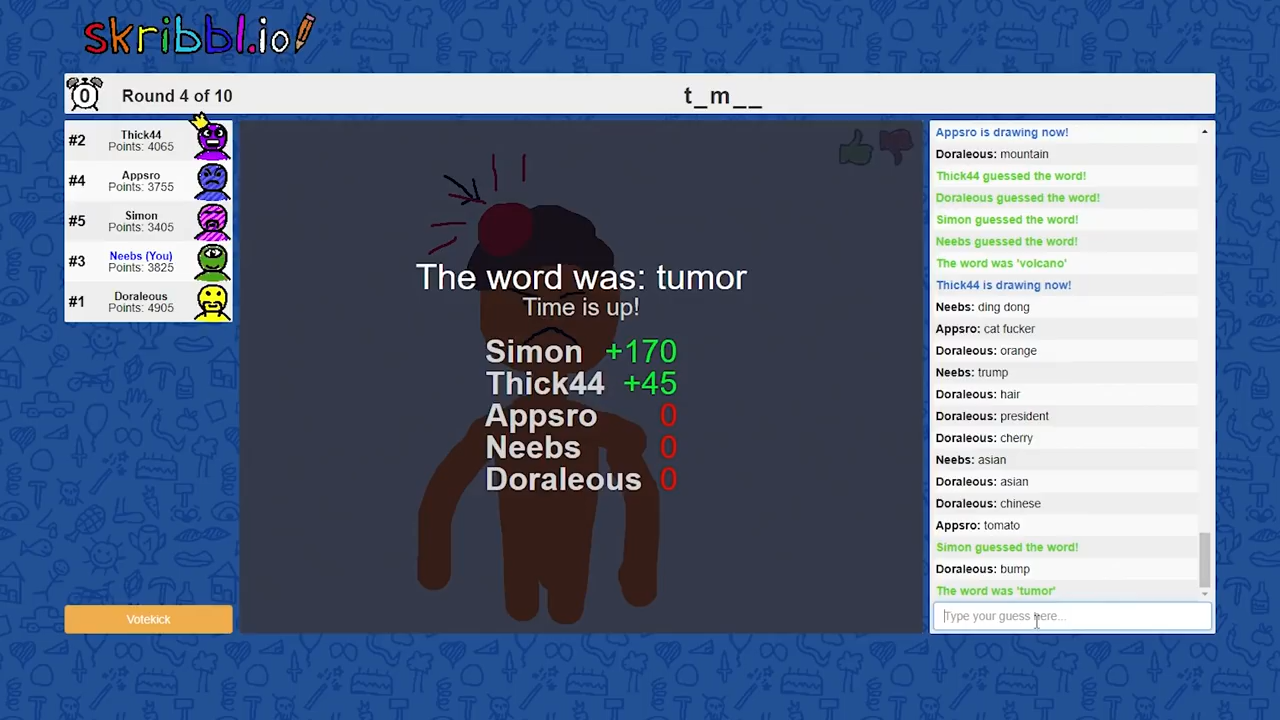 skribbl.io
0
Round 4 of 10
t_m__
#2
Thick44
Points: 4065
#4
Appsro
Points: 3755
#5
Simon
Points: 3405
#3
Neebs (You)
Points: 3825
#1
Doraleous
Points: 4905
Votekick
The word was: tumor
Time is up!
Simon +170
Thick44 +45
Appsro 0
Neebs 0
Doraleous 0
Appsro is drawing now!
Doraleous: mountain
Thick44 guessed the word!
Doraleous guessed the word!
Simon guessed the word!
Neebs guessed the word!
The word was 'volcano'
Thick44 is drawing now!
Neebs: ding dong
Appsro: cat fucker
Doraleous: orange
Neebs: trump
Doraleous: hair
Doraleous: president
Doraleous: cherry
Neebs: asian
Doraleous: asian
Doraleous: chinese
Appsro: tomato
Simon guessed the word!
Doraleous: bump
The word was 'tumor'
Type your guess here...